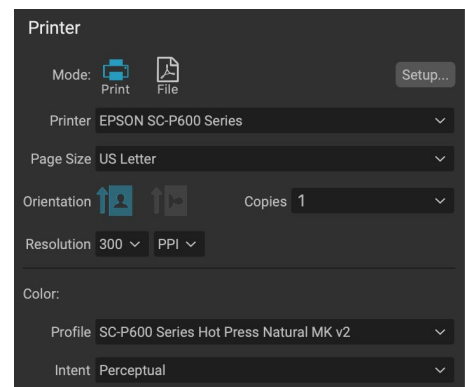 Printer
Mode: Print File Setup...
Printer EPSON SC-P600 Series
Page Size US Letter
Orientation Copies 1
Resolution 300 PPI
Color:
Profile SC-P600 Series Hot Press Natural MK v2
Intent Perceptual